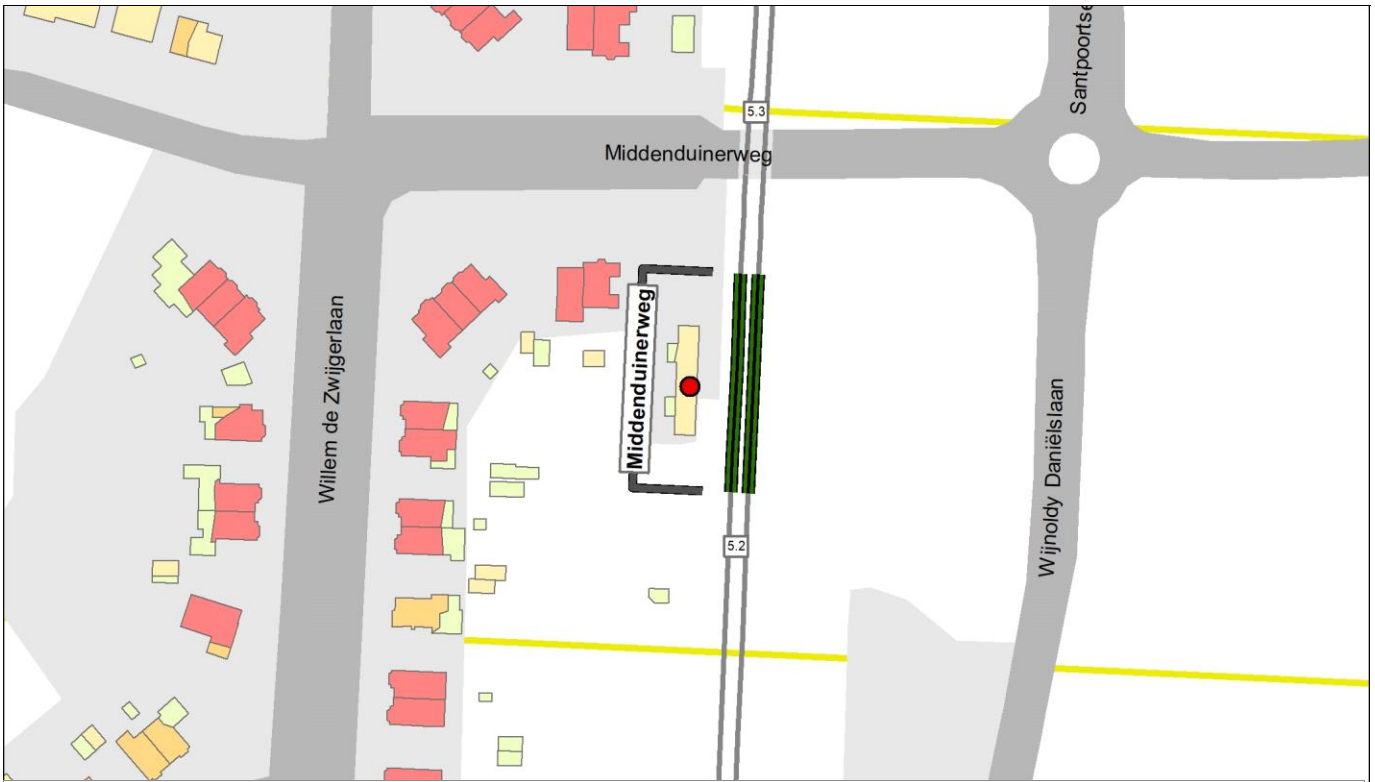 Santpoortse
5.3
Middenduinerweg
Middenduinerweg
Willem de Zwijgerlaan
Wijnoldy Daniëlslaan
5.2